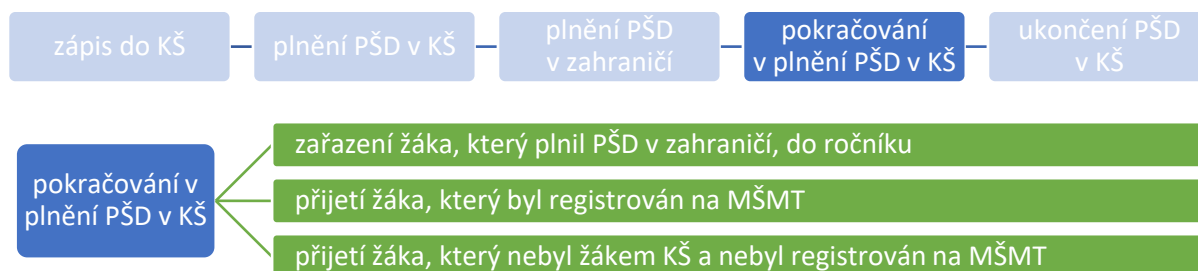 zápis do KŠ
plnění PŠD v KŠ
plnění PŠD
v zahraničí
pokračování
v plnění PŠD v KŠ
ukončení PŠD
v KŠ
pokračování v
plnění PŠD v KŠ
zařazení žáka, který plnil PŠD v zahraničí, do ročníku
přijetí žáka, který byl registrován na MŠMT
přijetí žáka, který nebyl žákem KŠ a nebyl registrován na MŠMT